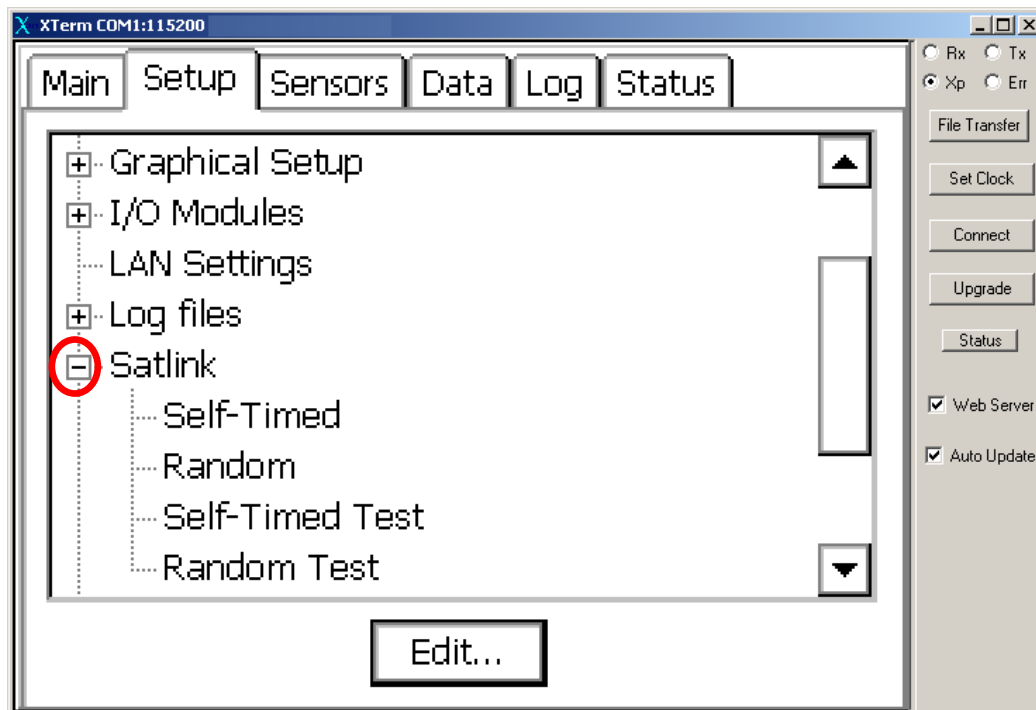 XTerm COM1:115200
Main Setup Sensors Data Log Status
Graphical Setup
I/O Modules
LAN Settings
Log files
Satlink
Self-Timed
Random
Self-Timed Test
Random Test
Edit...
Rx Tx
Xp Err
File Transfer
Set Clock
Connect
Upgrade
Status
Web Server
Auto Update